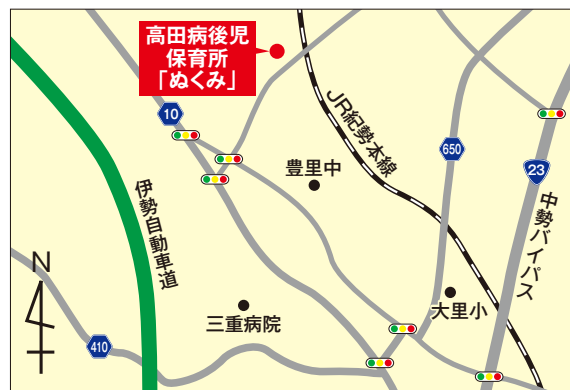 高田病後児
保育所
「ぬくみ」
10
JR紀勢本線
650
23
豊里中
伊勢自動車道
中勢バイパス
N
三重病院
大里小
410